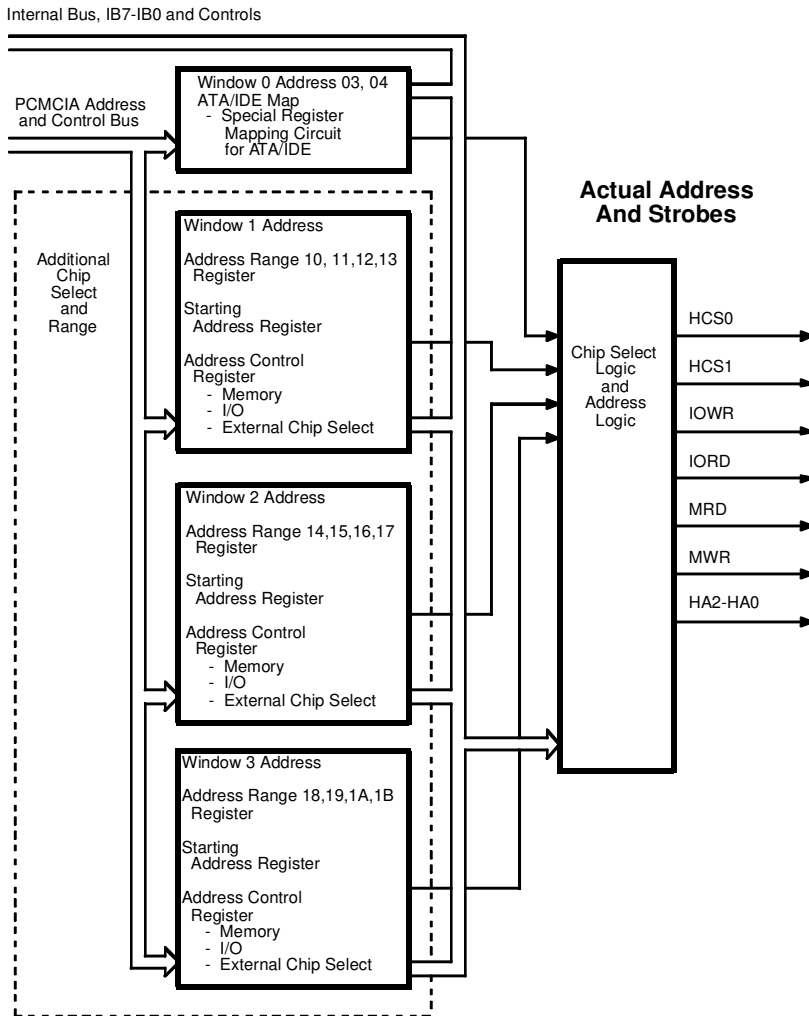 Internal Bus, IB7-IB0 and Controls
PCMCIA Address
and Control Bus
Window 0 Address 03, 04
ATA/IDE Map
- Special Register
Mapping Circuit
for ATA/IDE
Additional
Chip
Select
and
Range
Window 1 Address
Address Range 10, 11,12,13
Register
Starting
Address Register
Address Control
Register
- Memory
- I/O
- External Chip Select
Window 2 Address
Address Range 14,15,16,17
Register
Starting
Address Register
Address Control
Register
- Memory
- I/O
- External Chip Select
Window 3 Address
Address Range 18,19,1A,1B
Register
Starting
Address Register
Address Control
Register
- Memory
- I/O
- External Chip Select
Actual Address
And Strobes
Chip Select
Logic
and
Address
Logic
HCS0
HCS1
IOWR
IORD
MRD
MWR
HA2-HA0